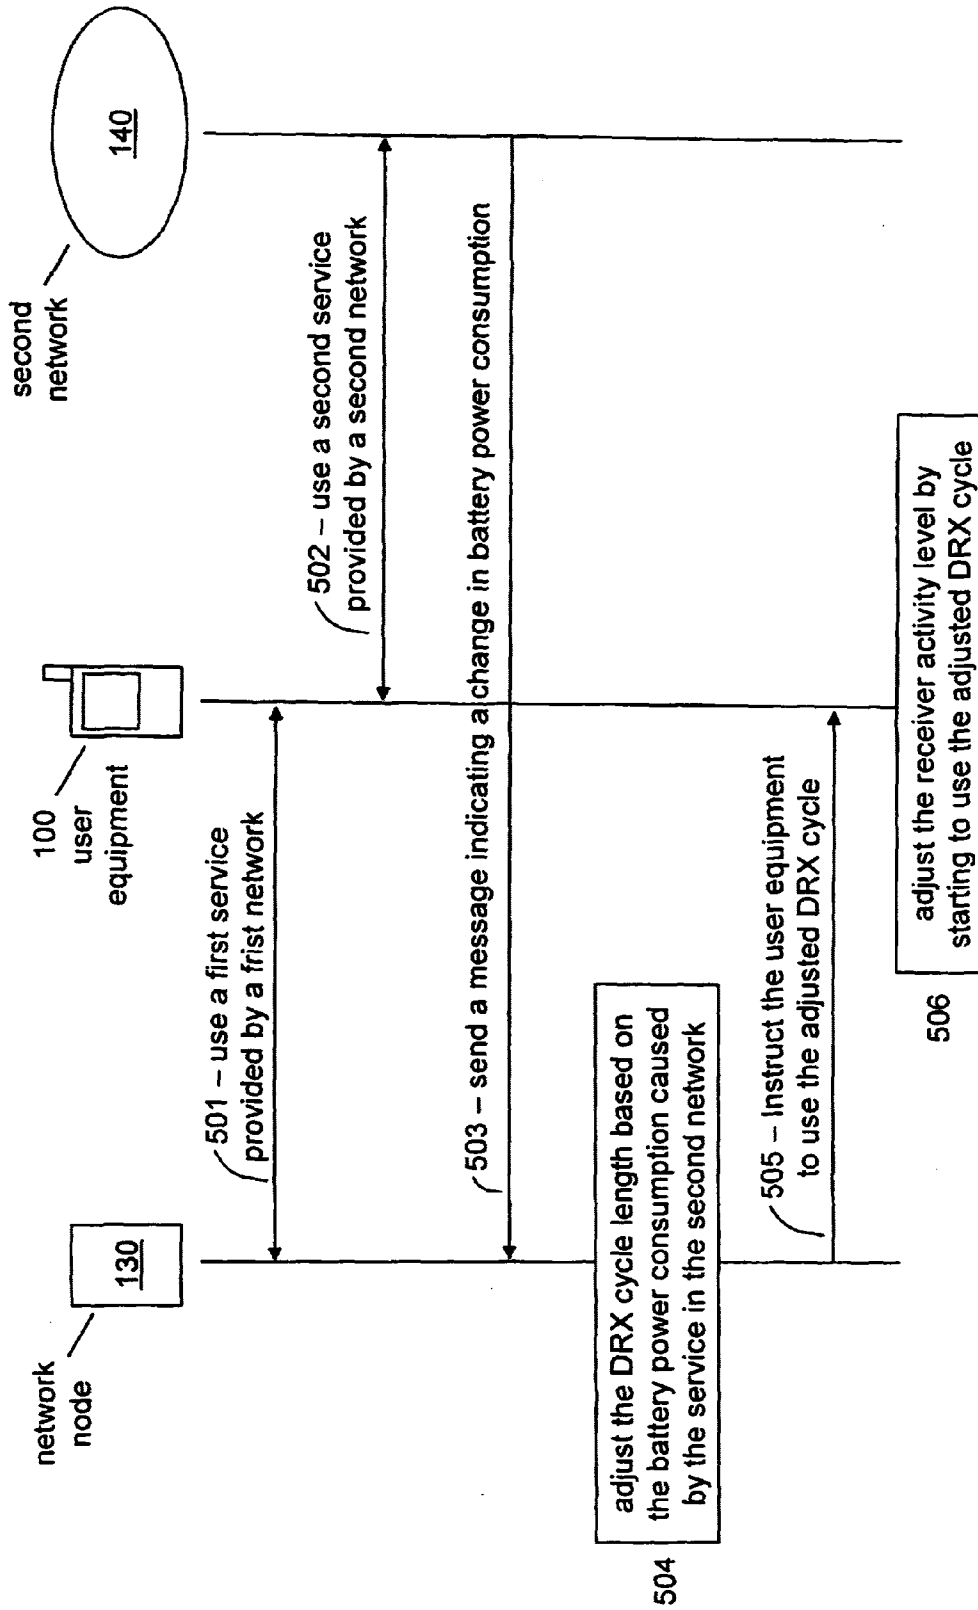 network
node
130
100
user
equipment
second
network
140
501 – use a first service
provided by a frist network
502 – use a second service
provided by a second network
503 – send a message indicating a change in battery power consumption
504
adjust the DRX cycle length based on
the battery power consumption caused
by the service in the second network
505 – Instruct the user equipment
to use the adjusted DRX cycle
506
adjust the receiver activity level by
starting to use the adjusted DRX cycle